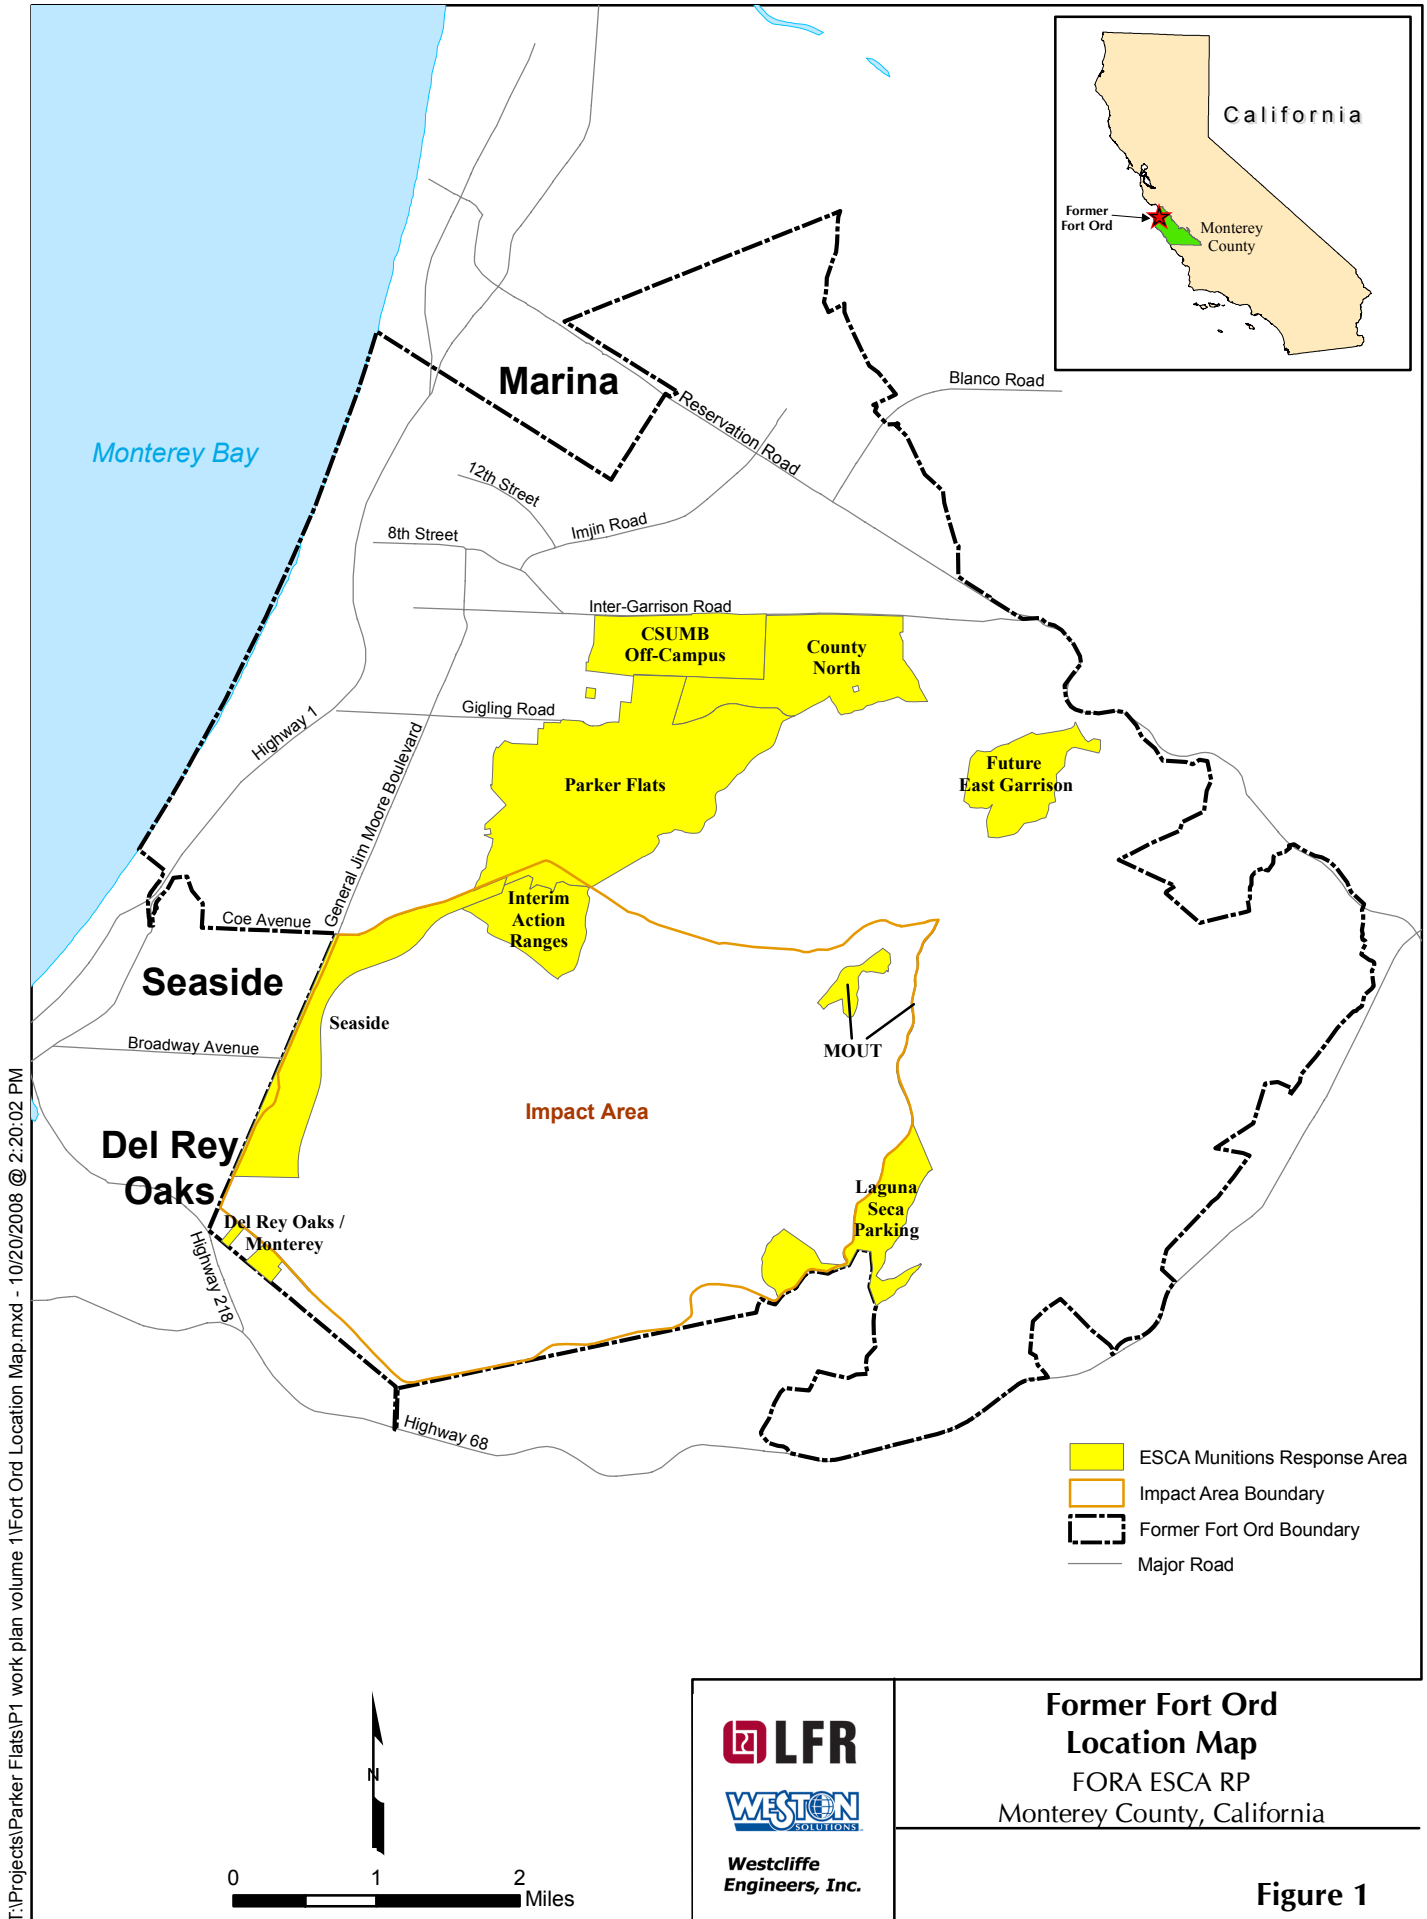 California
Former
Fort Ord
Monterey
County
Marina
Blanco Road
Reservation Road
Monterey Bay
12th Street
Imjin Road
8th Street
Inter-Garrison Road
CSUMB
Off-Campus
County
North
Gigling Road
Highway 1
General Jim Moore Boulevard
Parker Flats
Future
East Garrison
Interim
Action
Ranges
Coe Avenue
Seaside
Seaside
MOUT
Broadway Avenue
Impact Area
Del Rey
Oaks
Laguna
Seca
Parking
Del Rey Oaks /
Monterey
Highway 218
Highway 68
ESCA Munitions Response Area
Impact Area Boundary
Former Fort Ord Boundary
Major Road
T:\Projects\Parker Flats\P1 work plan volume 1\Fort Ord Location Map.mxd - 10/20/2008 @ 2:20:02 PM
N
0 1 2
Miles
LFR
WESTON
SOLUTIONS
Westcliffe
Engineers, Inc.
Former Fort Ord
Location Map
FORA ESCA RP
Monterey County, California
Figure 1